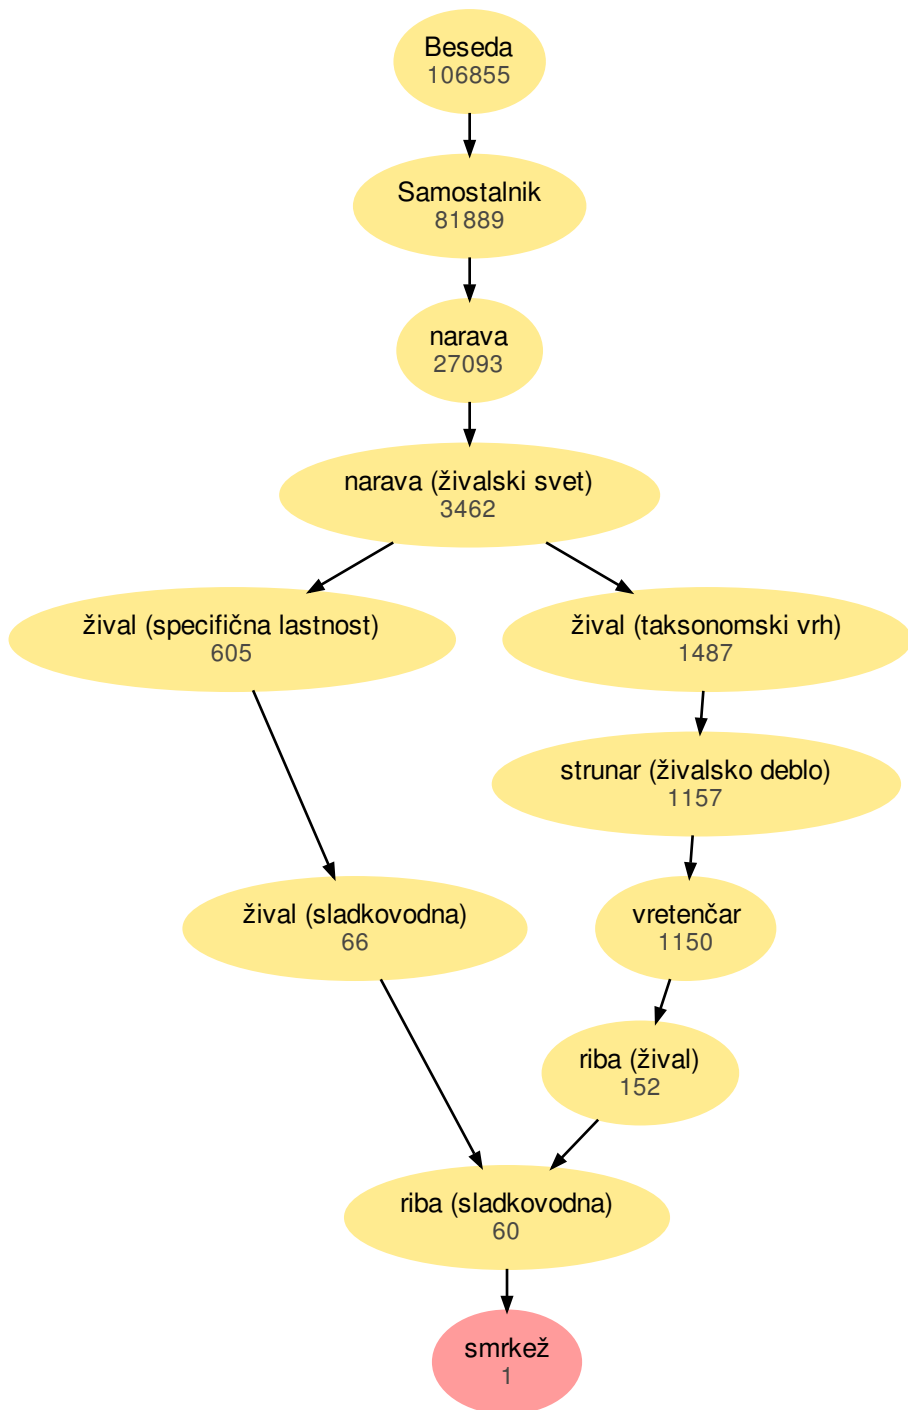 Beseda
106855
Samostalnik
81889
narava
27093
narava (živalski svet)
3462
žival (specifična lastnost)
605
žival (taksonomski vrh)
1487
strunar (živalsko deblo)
1157
žival (sladkovodna)
66
vretenčar
1150
riba (žival)
152
riba (sladkovodna)
60
smrkež
1